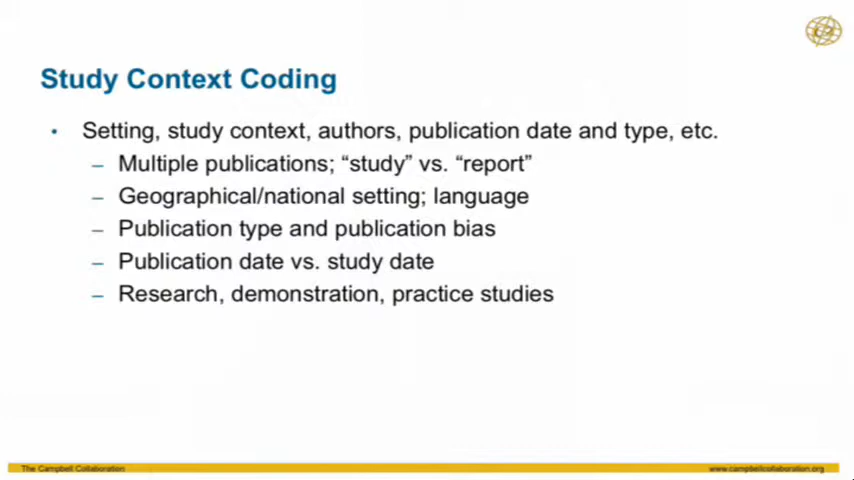 Study Context Coding
• Setting, study context, authors, publication date and type, etc.
– Multiple publications; “study” vs. “report”
– Geographical/national setting; language
– Publication type and publication bias
– Publication date vs. study date
– Research, demonstration, practice studies
The Campbell Collaboration
www.campbellcollaboration.org